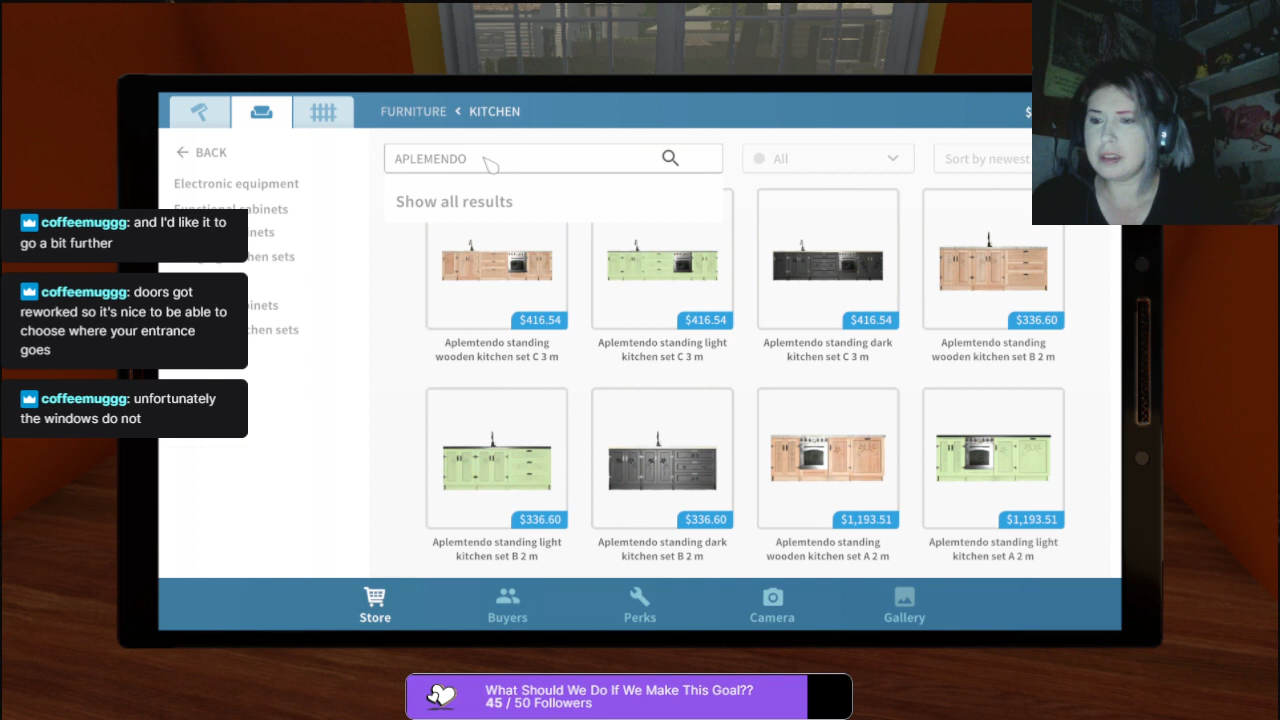 FURNITURE < KITCHEN
$
BACK
APLEMENDO
All
Sort by newest
Show all results
Electronic equipment
Functional cabinets
coffeemuggg: and I'd like it to
go a bit further
coffeemuggg: doors got
reworked so it's nice to be able to
choose where your entrance
goes
coffeemuggg: unfortunately
the windows do not
$416.54
$416.54
$416.54
$336.60
Aplemtendo standing
wooden kitchen set C 3 m
Aplemtendo standing light
kitchen set C 3 m
Aplemtendo standing dark
kitchen set C 3 m
Aplemtendo standing
wooden kitchen set B 2 m
$336.60
$336.60
$1,193.51
$1,193.51
Aplemtendo standing light
kitchen set B 2 m
Aplemtendo standing dark
kitchen set B 2 m
Aplemtendo standing
wooden kitchen set A 2 m
Aplemtendo standing light
kitchen set A 2 m
Store
Buyers
Perks
Camera
Gallery
What Should We Do If We Make This Goal??
45 / 50 Followers